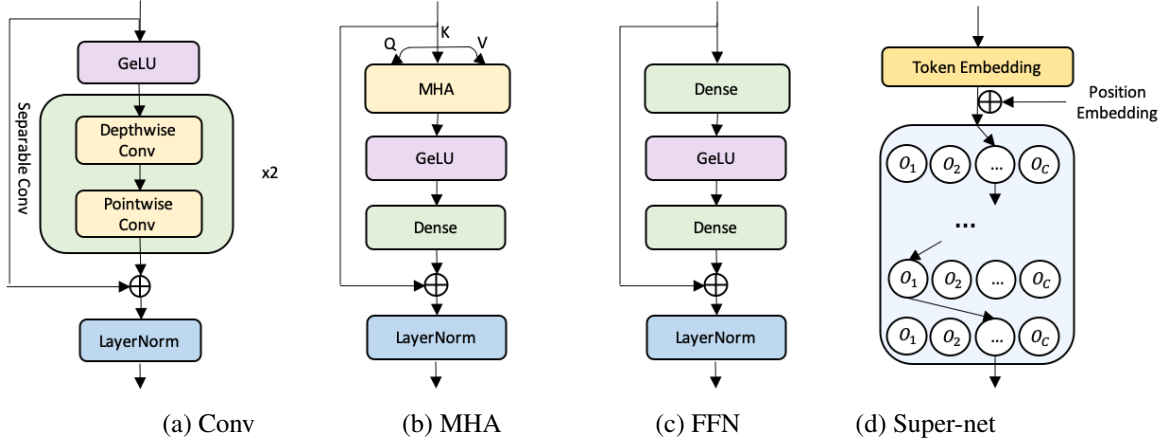 GeLU
Separable Conv
Depthwise
Conv
Pointwise
Conv
x2
LayerNorm
(a) Conv
Q
K
V
MHA
GeLU
Dense
LayerNorm
(b) MHA
Dense
GeLU
Dense
LayerNorm
(c) FFN
Token Embedding
Position
Embedding
O1 O2 ... OC
...
O1 O2 ... OC
O1 O2 ... OC
(d) Super-net